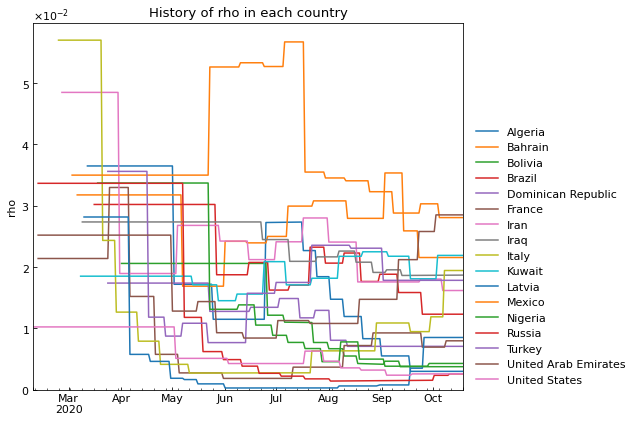 History of rho in each country
×10⁻²
5
4
3
2
1
0
rho
Mar Apr May Jun Jul Aug Sep Oct
2020
Algeria
Bahrain
Bolivia
Brazil
Dominican Republic
France
Iran
Iraq
Italy
Kuwait
Latvia
Mexico
Nigeria
Russia
Turkey
United Arab Emirates
United States